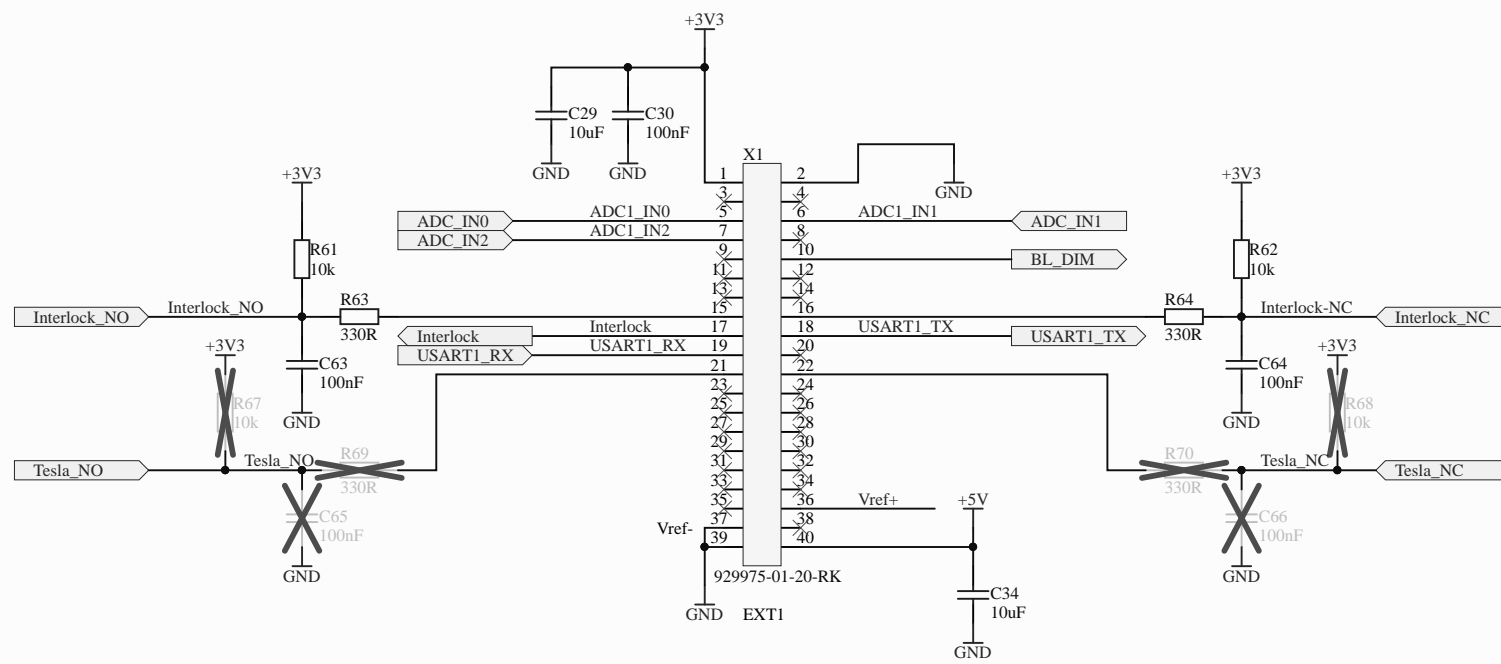 +3V3
C29
10uF
C30
100nF
GND
GND
X1
GND
+3V3
R61
10k
+3V3
R62
10k
1
2
3
4
ADC_IN0
ADC1_IN0
5
6
ADC1_IN1
ADC_IN1
ADC_IN2
ADC1_IN2
7
8
9
10
BL_DIM
11
12
13
14
Interlock_NO
Interlock_NO
R63
330R
15
16
R64
330R
Interlock-NC
Interlock_NC
Interlock
Interlock
17
18
USART1_TX
USART1_TX
USART1_RX
USART1_RX
19
20
+3V3
C63
100nF
GND
21
22
C64
100nF
GND
+3V3
R67
10k
23
24
R68
10k
25
26
27
28
29
30
Tesla_NO
Tesla_NO
R69
330R
31
32
R70
330R
Tesla_NC
Tesla_NC
33
34
35
36
Vref+
+5V
C65
100nF
GND
Vref-
37
38
39
40
C66
100nF
GND
929975-01-20-RK
GND
EXT1
C34
10uF
GND